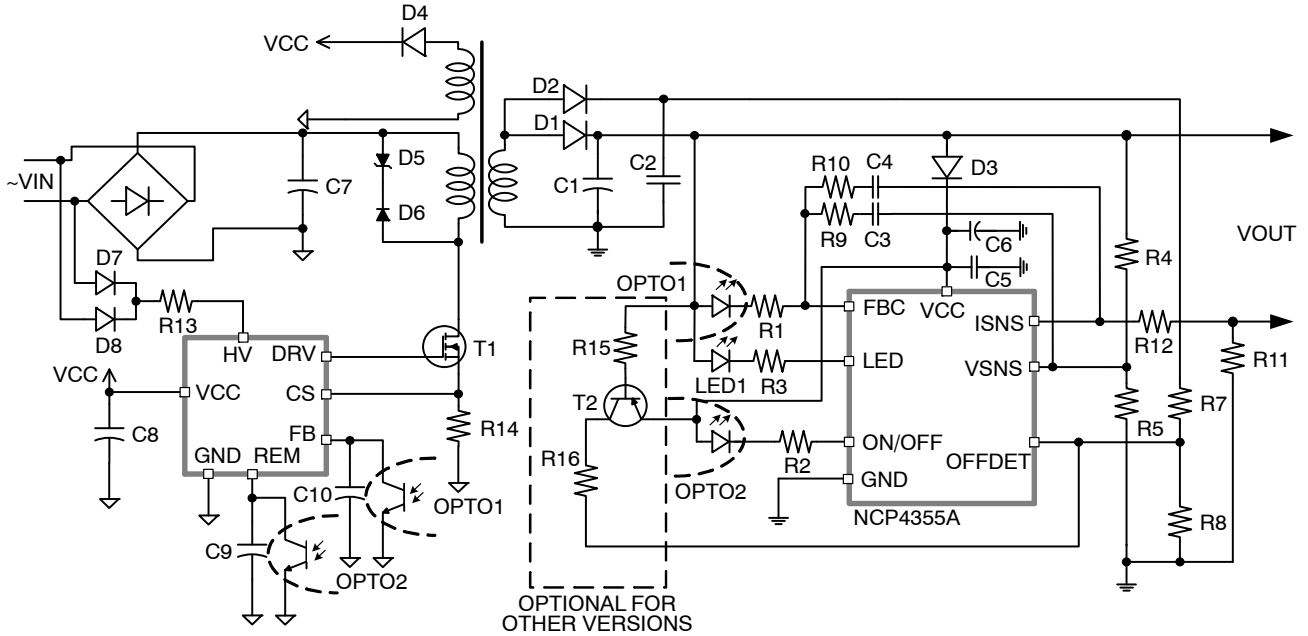 D4
VCC
D2
D1
D5
D6
C7
C1
C2
~VIN
D7
D8
R13
R10
C4
R9
C3
D3
C6
C5
R4
VOUT
OPTO1
R1
FBC
VCC
ISNS
R12
R11
HV
DRV
T1
R15
LED1
R3
LED
VSNS
VCC
VCC
CS
C8
FB
R14
T2
R5
R7
GND
REM
R16
R2
ON/OFF
OFFDET
C10
OPTO1
OPTO2
GND
NCP4355A
R8
C9
OPTO2
OPTIONAL FOR
OTHER VERSIONS